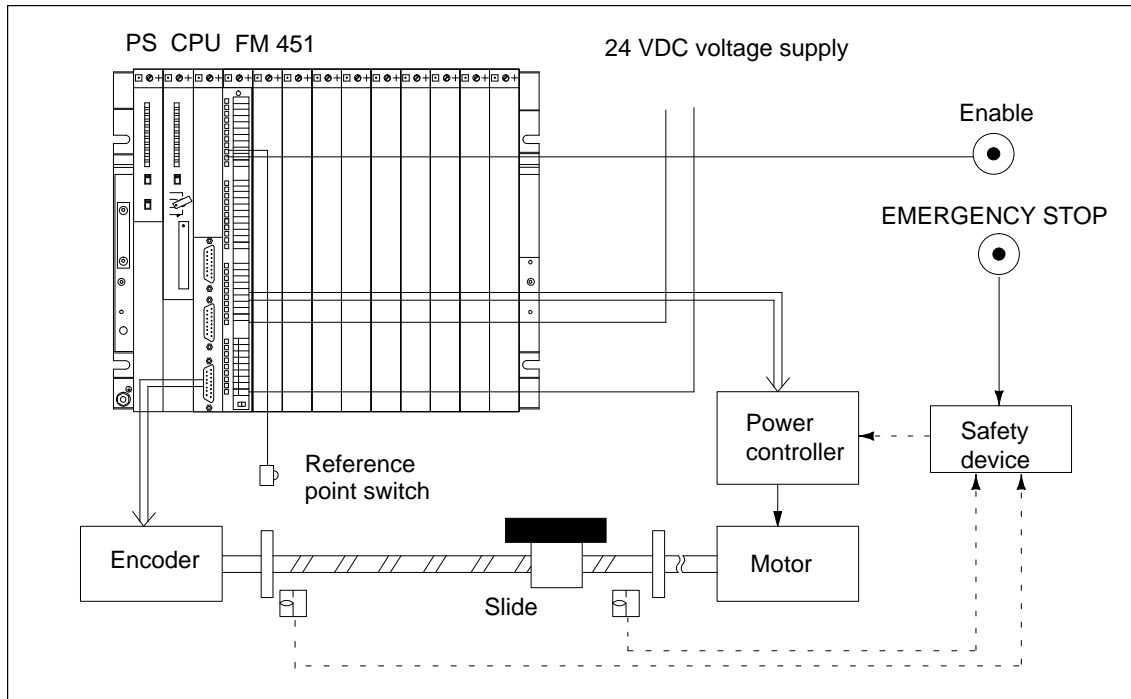 PS CPU FM 451
24 VDC voltage supply
Enable
EMERGENCY STOP
Power
controller
Safety
device
Reference
point switch
Encoder
Motor
Slide